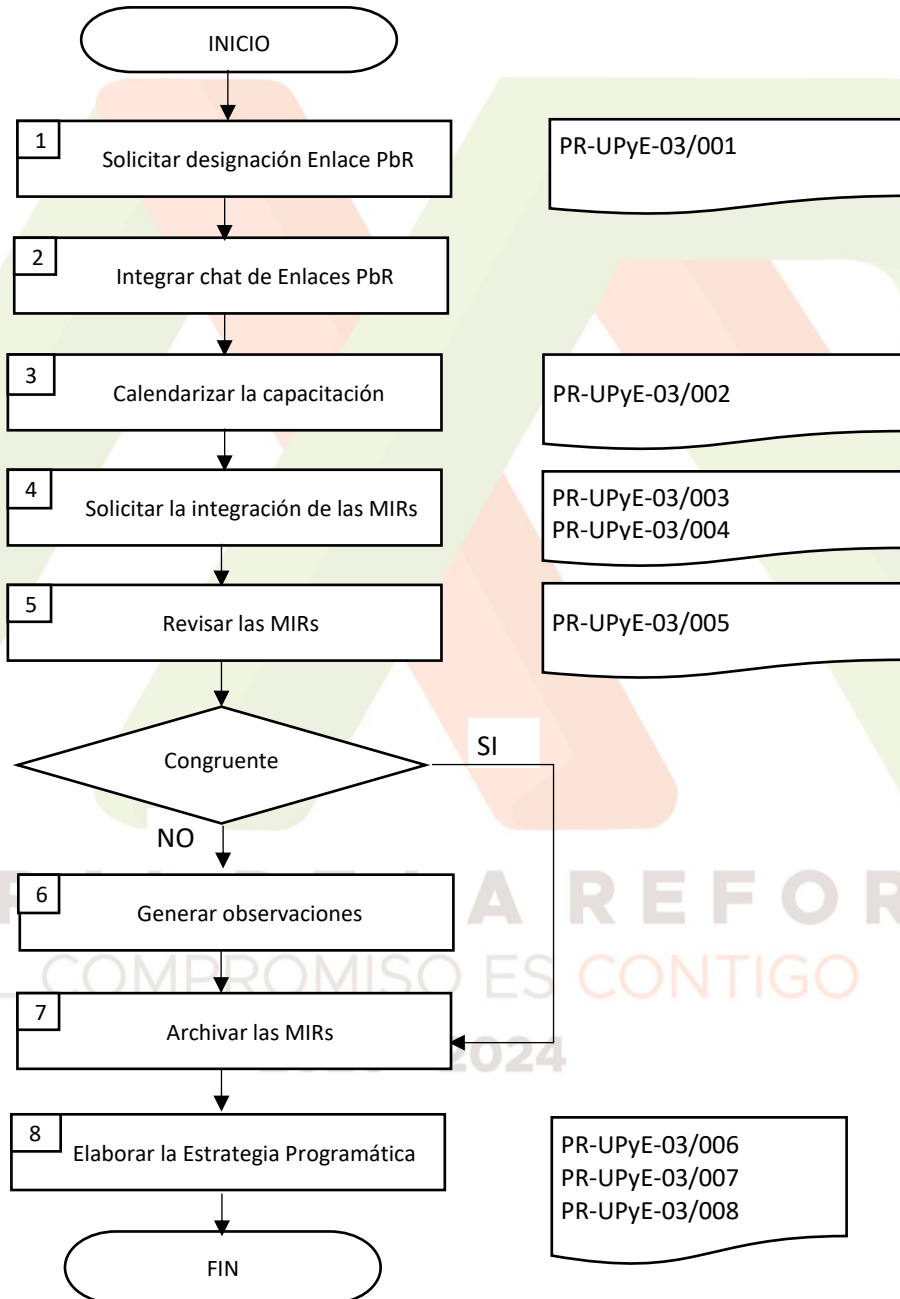 INICIO
1
Solicitar designación Enlace PbR
PR-UPyE-03/001
2
Integrar chat de Enlaces PbR
3
Calendarizar la capacitación
PR-UPyE-03/002
4
Solicitar la integración de las MIRs
PR-UPyE-03/003
PR-UPyE-03/004
5
Revisar las MIRs
PR-UPyE-03/005
Congruente
SI
NO
6
Generar observaciones
A REFOR
COMPROMISO ES CONTIGO
7
Archivar las MIRs
2024
8
Elaborar la Estrategia Programática
PR-UPyE-03/006
PR-UPyE-03/007
PR-UPyE-03/008
FIN